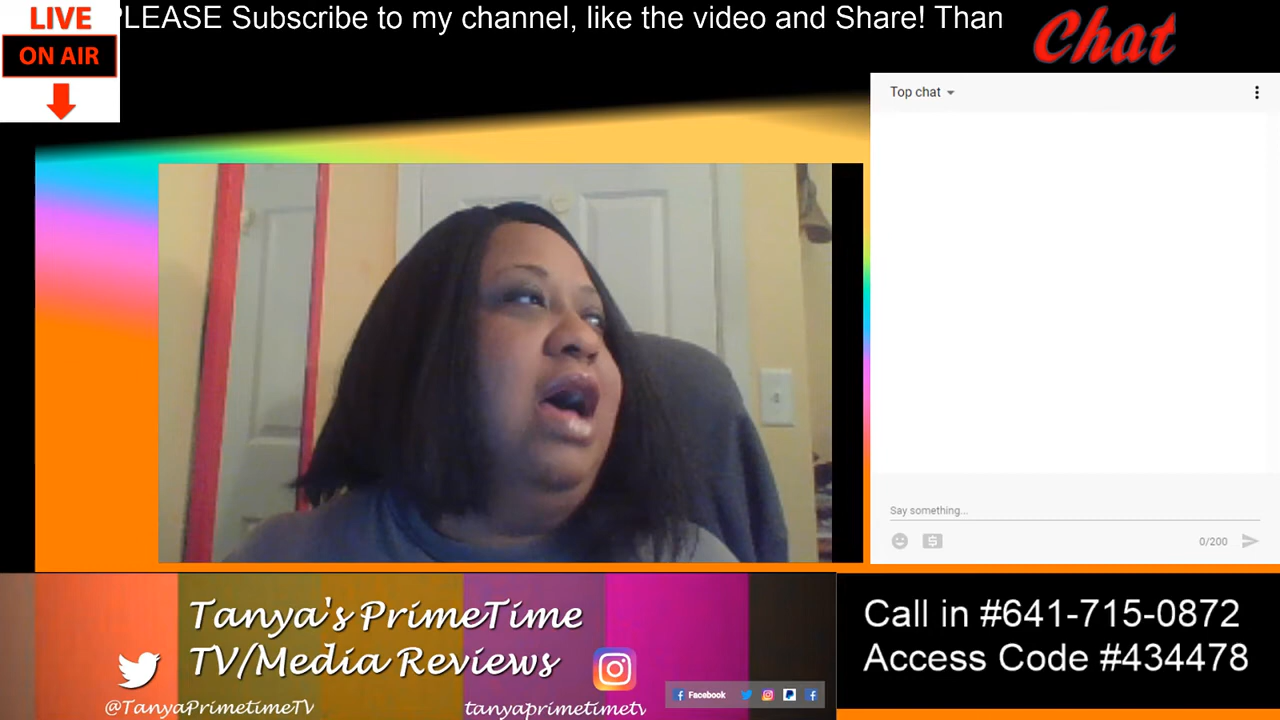 LIVE
ON AIR
PLEASE Subscribe to my channel, like the video and Share! Than
Chat
Top chat
Say something...
0/200
Tanya's PrimeTime
TV/Media Reviews
@TanyaPrimetimeTV
tanyaprimetimetv
Facebook
Call in #641-715-0872
Access Code #434478